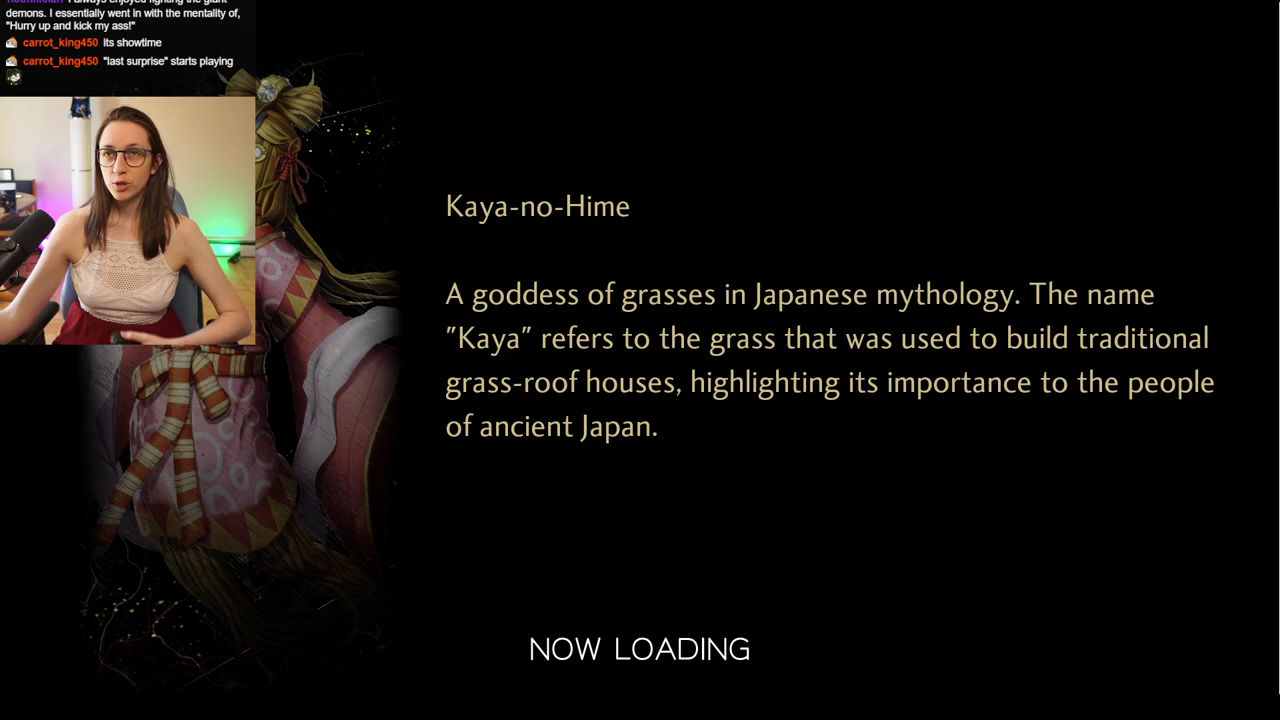 demons. I essentially went in with the mentality of,
"Hurry up and kick my ass!"
carrot_king450 its showtime
carrot_king450 "last surprise" starts playing
Kaya-no-Hime
A goddess of grasses in Japanese mythology. The name
"Kaya" refers to the grass that was used to build traditional
grass-roof houses, highlighting its importance to the people
of ancient Japan.
NOW LOADING